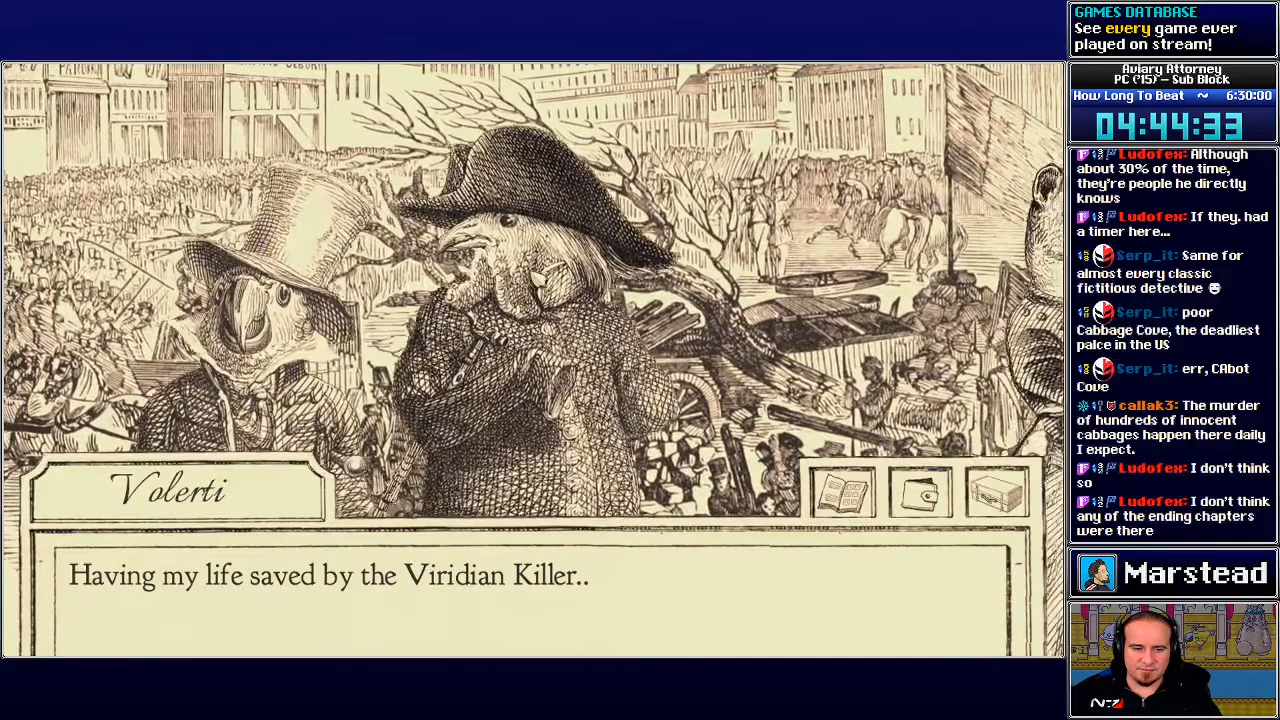 Volerti
Having my life saved by the Viridian Killer..
GAMES DATABASE
See every game ever
played on stream!
Aviary Attorney
PC ('15) – Sub Block
How Long To Beat ~ 6:30:00
04:44:33
Ludofex: Although
about 30% of the time,
they're people he directly
knows
Ludofex: If they. had
a timer here...
Serp_it: Same for
almost every classic
fictitious detective
Serp_it: poor
Cabbage Cove, the deadliest
palce in the US
Serp_it: err, CAbot
Cove
callak3: The murder
of hundreds of innocent
cabbages happen there daily
I expect.
Ludofex: I don't think
so
Ludofex: I don't think
any of the ending chapters
were there
Marstead
N7